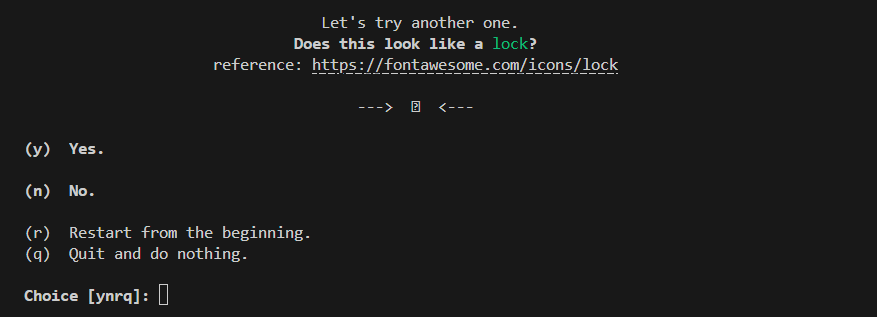 Let's try another one.
Does this look like a lock?
reference: https://fontawesome.com/icons/lock
---> <---
(y) Yes.
(n) No.
(r) Restart from the beginning.
(q) Quit and do nothing.
Choice [ynrq]: